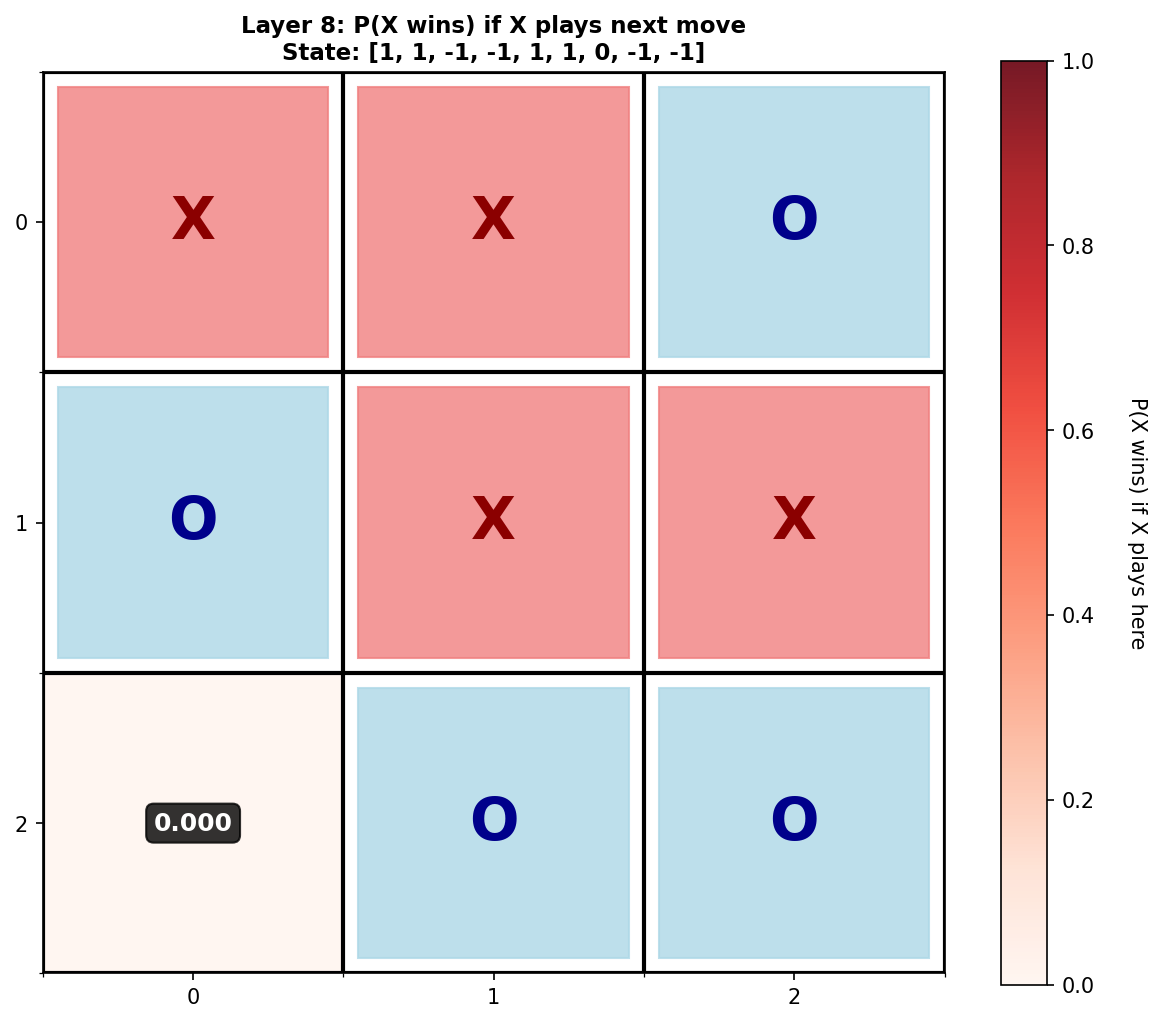 Layer 8: P(X wins) if X plays next move
State: [1, 1, -1, -1, 1, 1, 0, -1, -1]
0
X
X
O
1
O
X
X
2
0.000
O
O
0
1
2
1.0
0.8
0.6
0.4
0.2
0.0
P(X wins) if X plays here